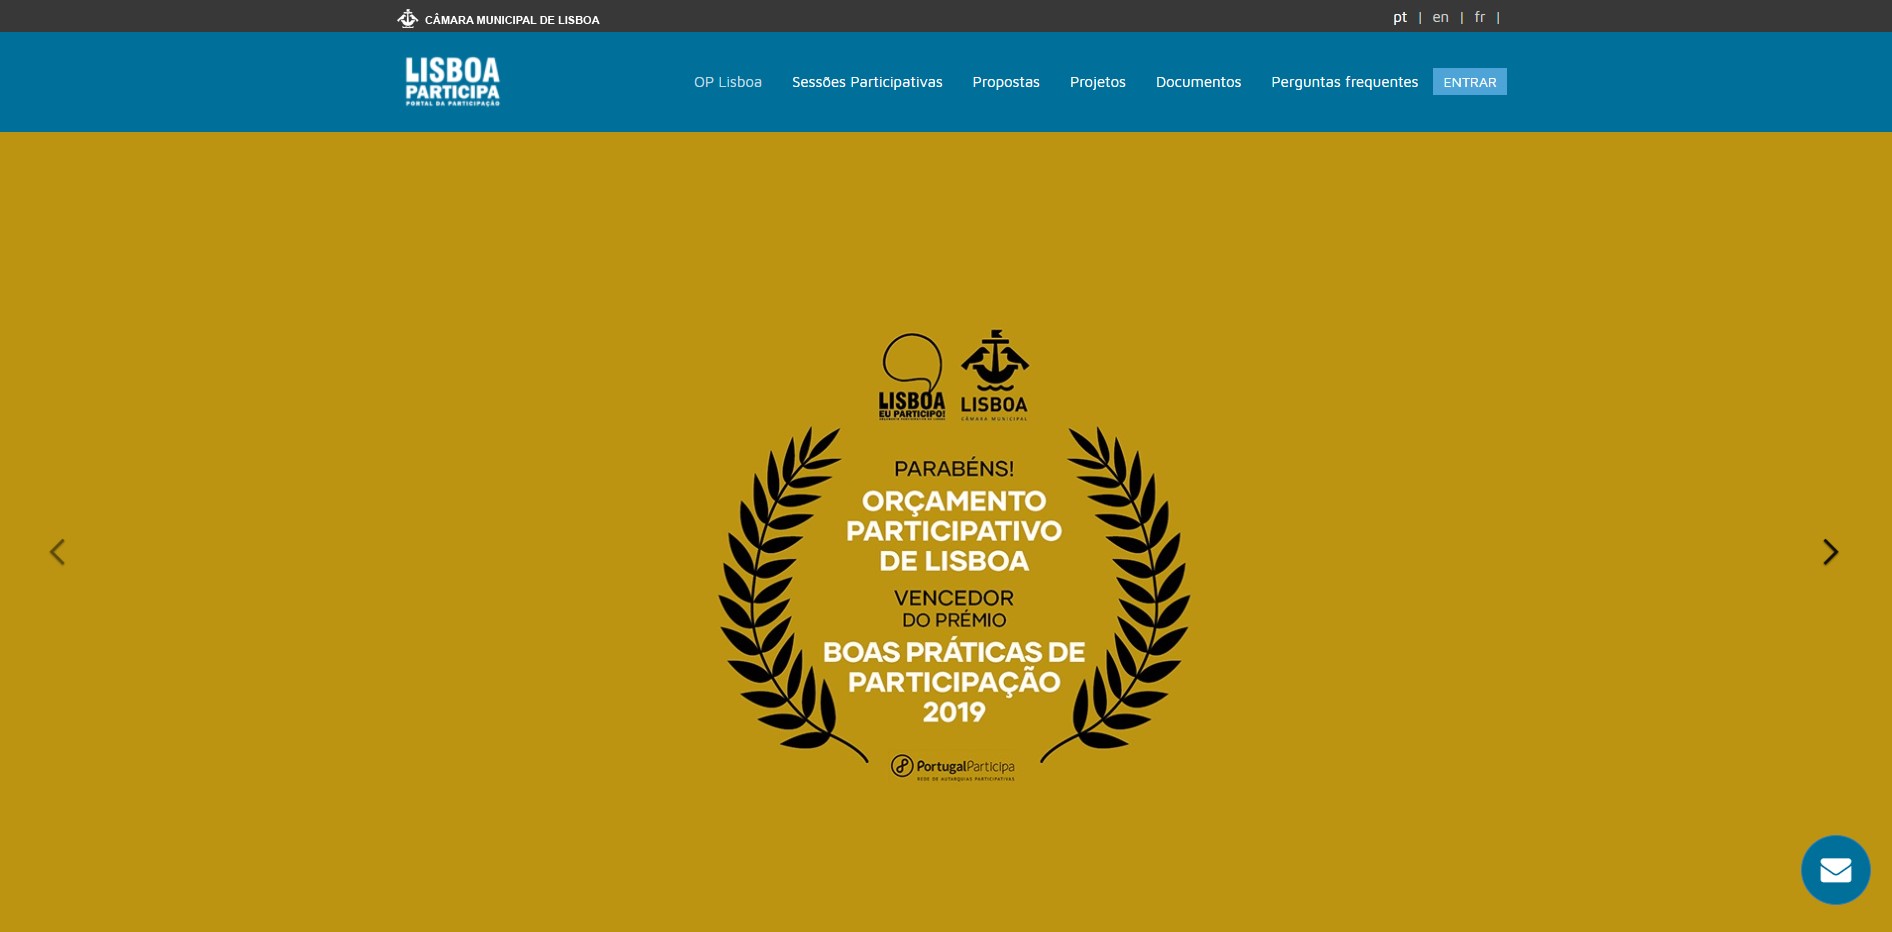 CÂMARA MUNICIPAL DE LISBOA
pt | en | fr |
LISBOA
PARTICIPA
PORTAL DA PARTICIPAÇÃO
OP Lisboa Sessões Participativas Propostas Projetos Documentos Perguntas frequentes ENTRAR
LISBOA
EU PARTICIPO!
LISBOA
CÂMARA MUNICIPAL
PARABÉNS!
ORÇAMENTO
PARTICIPATIVO
DE LISBOA
VENCEDOR
DO PRÉMIO
BOAS PRÁTICAS DE
PARTICIPAÇÃO
2019
PortugalParticipa
REDE DE AUTARQUIAS PARTICIPATIVAS